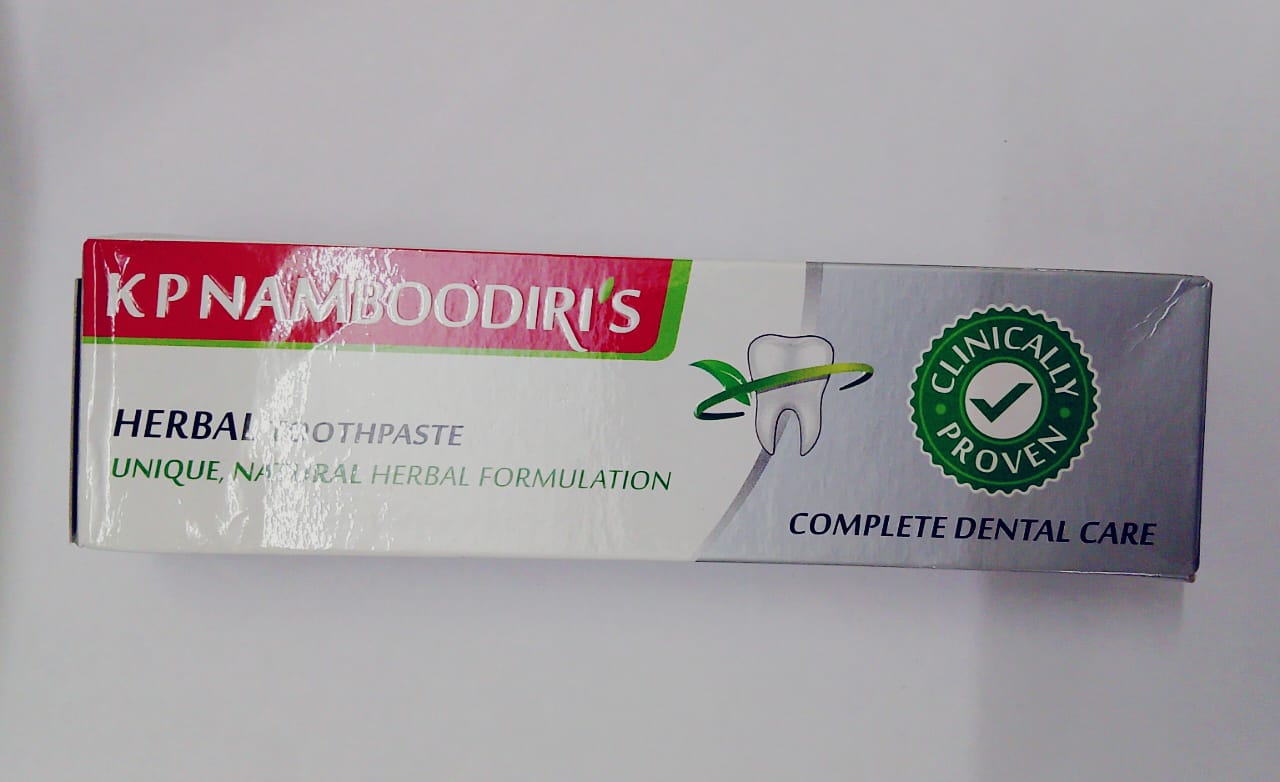 K P NAMBOODIRI'S
HERBAL TOOTHPASTE
UNIQUE, NATURAL HERBAL FORMULATION
CLINICALLY
PROVEN
COMPLETE DENTAL CARE